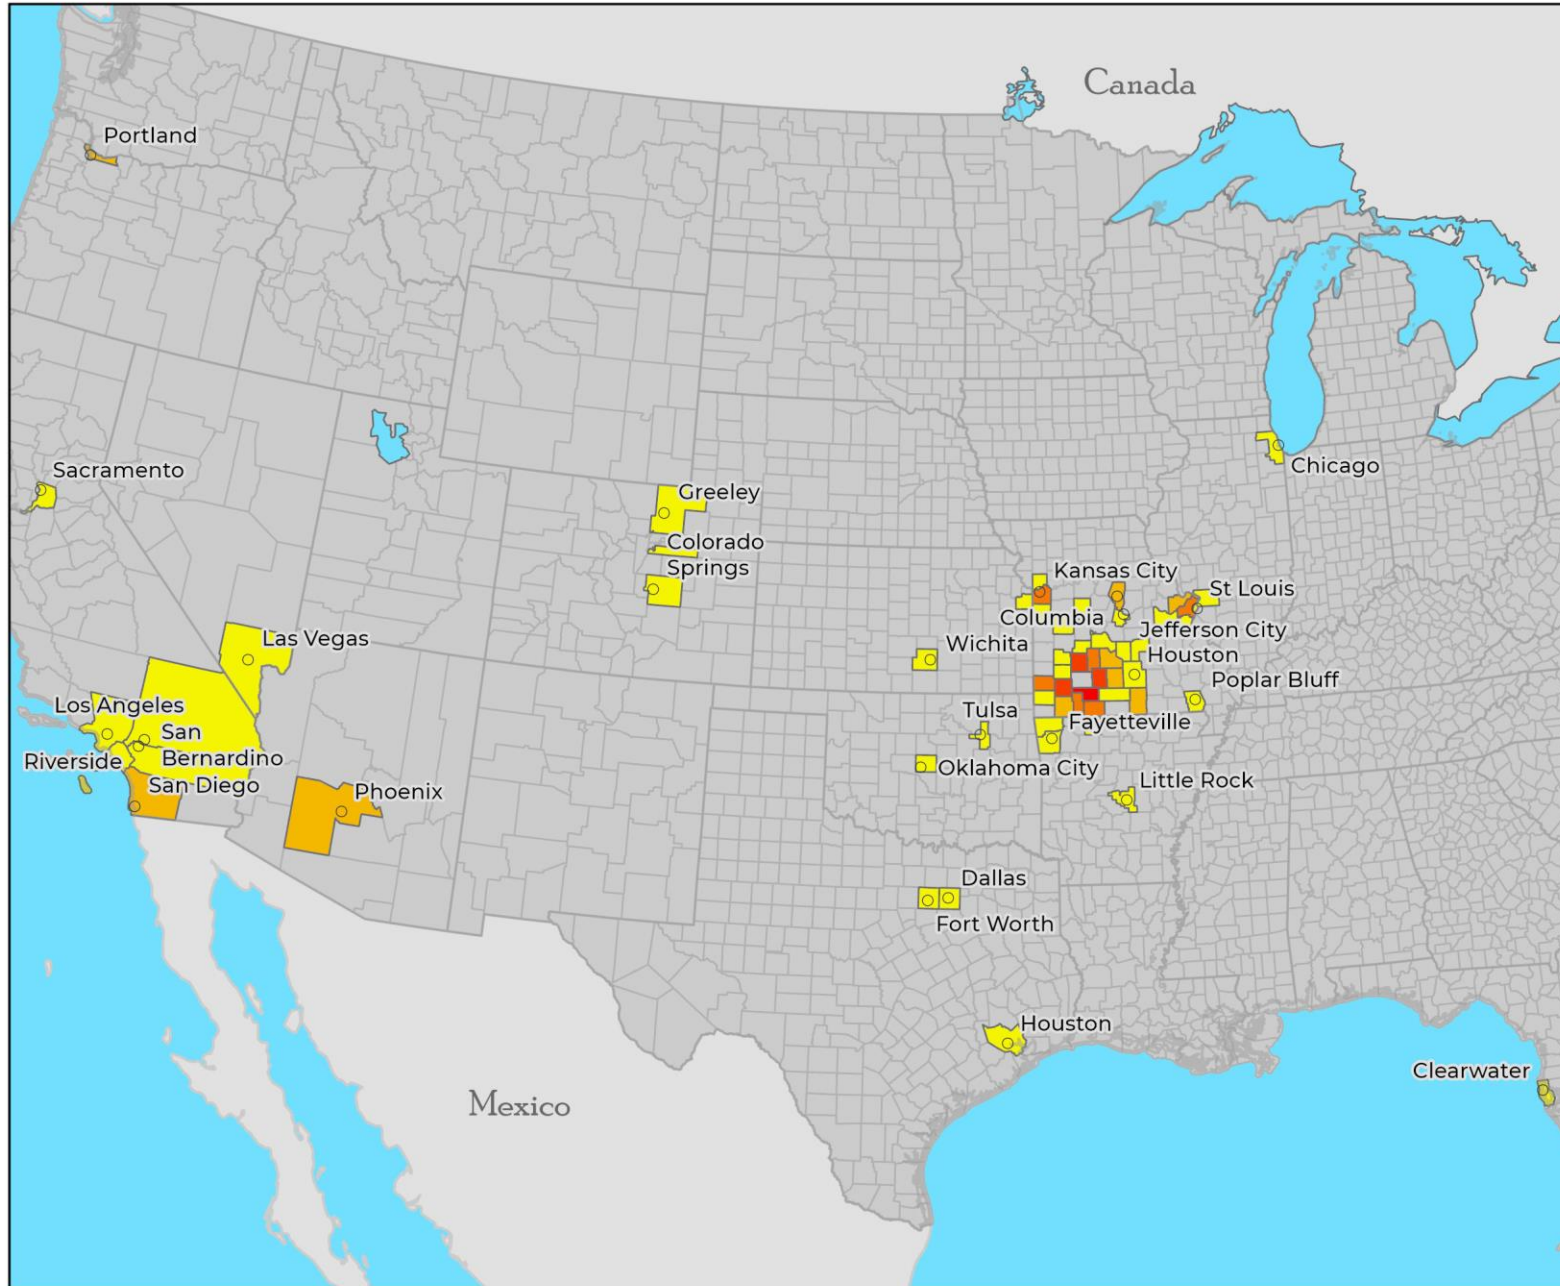 Canada
Portland
Sacramento
Chicago
Greeley
Colorado
Springs
Kansas City
St Louis
Columbia
Jefferson City
Wichita
Houston
Las Vegas
Poplar Bluff
Los Angeles
San
Bernardino
Tulsa
Fayetteville
Riverside
Oklahoma City
San Diego
Phoenix
Little Rock
Dallas
Fort Worth
Houston
Clearwater
Mexico